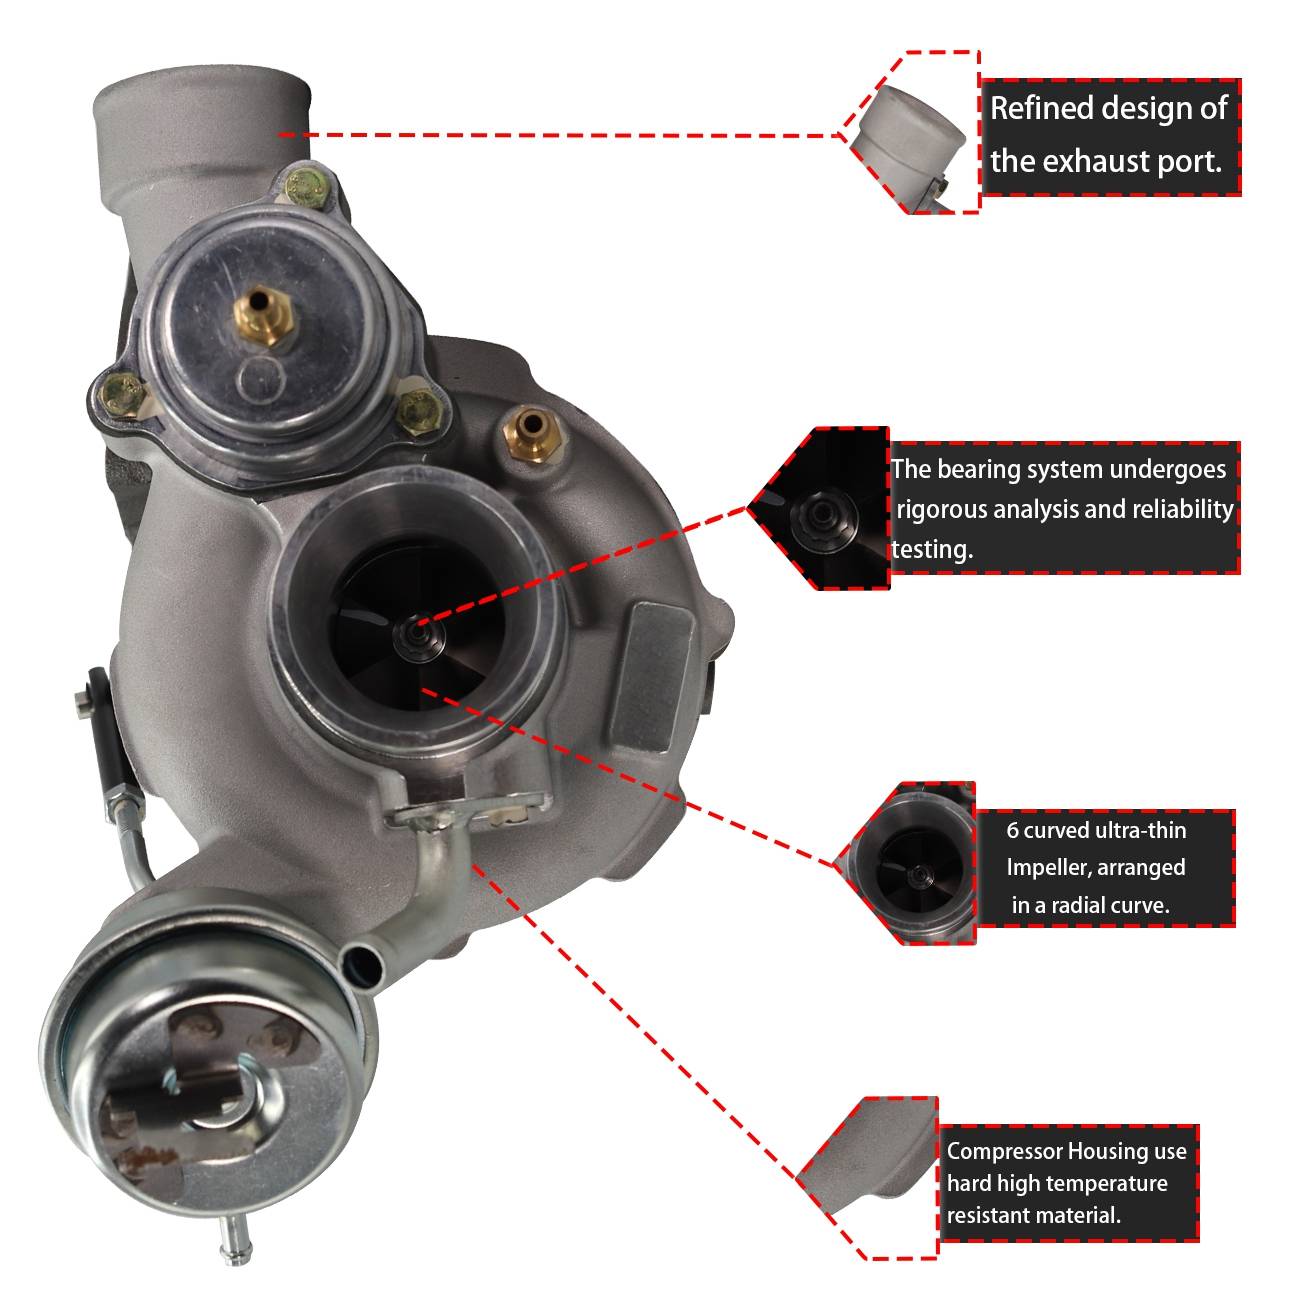 Refined design of
the exhaust port.
The bearing system undergoes
rigorous analysis and reliability
testing.
6 curved ultra-thin
Impeller, arranged
in a radial curve.
Compressor Housing use
hard high temperature
resistant material.